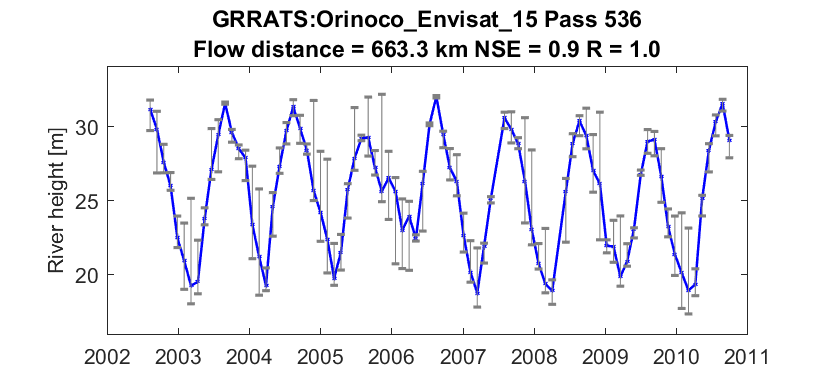 GRRATS:Orinoco_Envisat_15 Pass 536
Flow distance = 663.3 km NSE = 0.9 R = 1.0
River height [m]
30
25
20
2002 2003 2004 2005 2006 2007 2008 2009 2010 2011